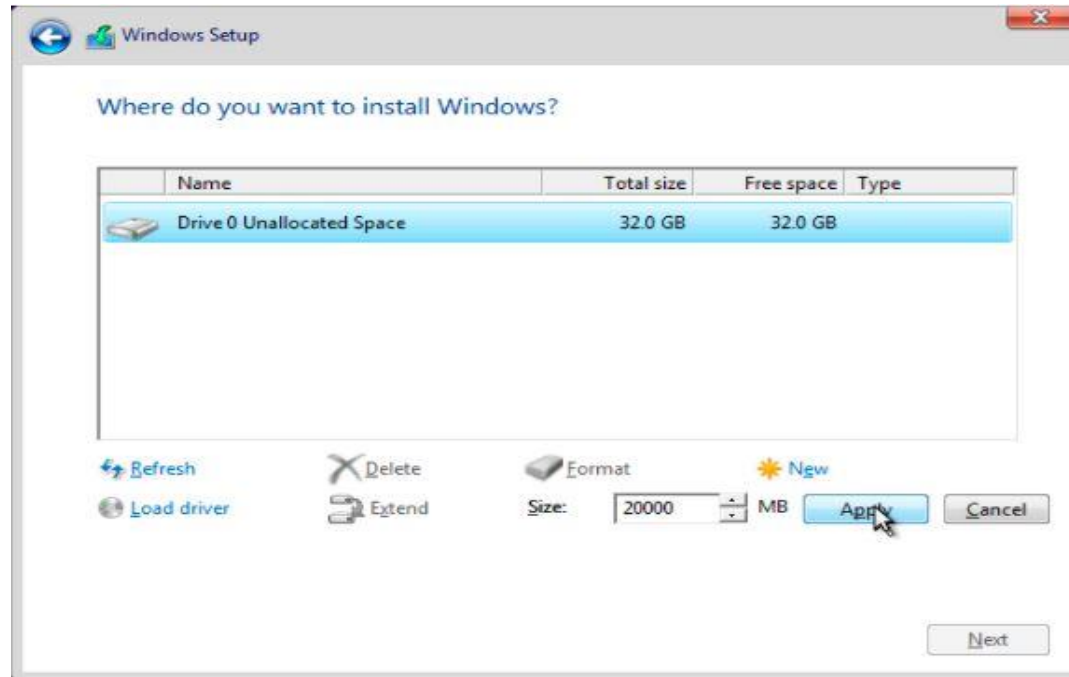 Windows Setup
Where do you want to install Windows?
Name Total size Free space Type
Drive 0 Unallocated Space 32.0 GB 32.0 GB
Refresh Delete Format New
Load driver Extend Size: 20000 MB Apply Cancel
Next